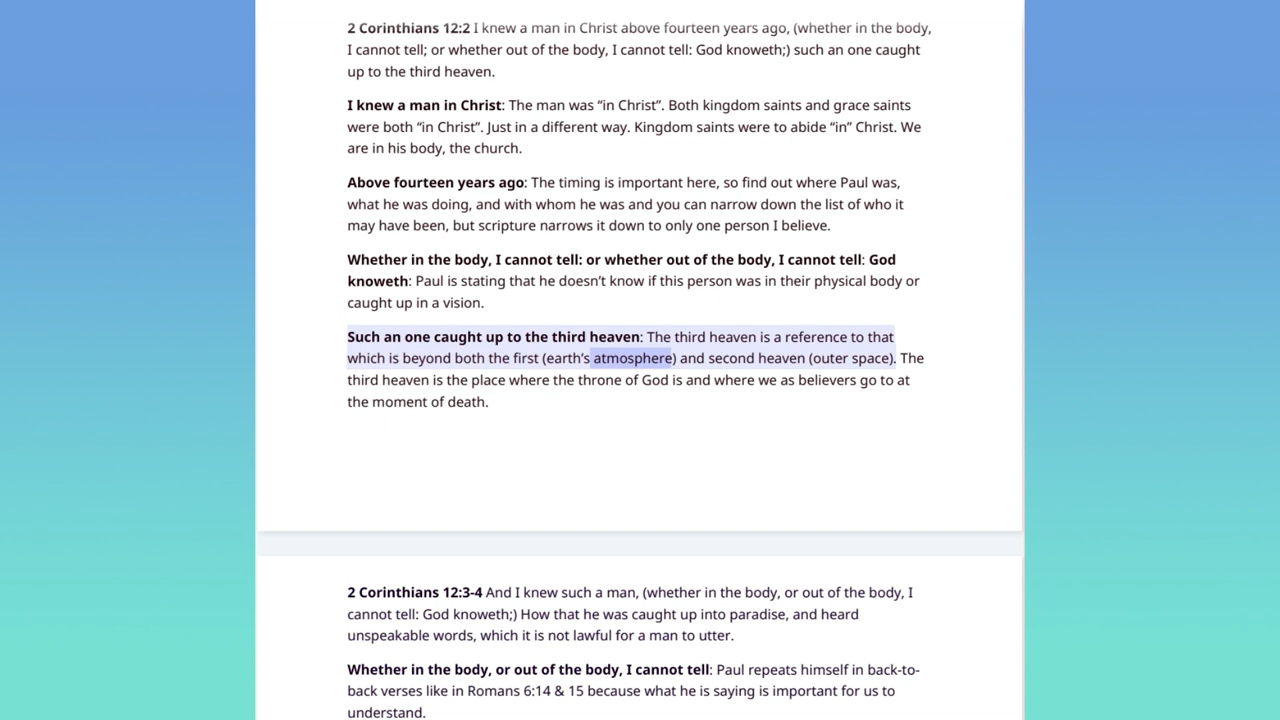 2 Corinthians 12:2 I knew a man in Christ above fourteen years ago, (whether in the body,
I cannot tell; or whether out of the body, I cannot tell: God knoweth;) such an one caught
up to the third heaven.
I knew a man in Christ: The man was “in Christ”. Both kingdom saints and grace saints
were both “in Christ”. Just in a different way. Kingdom saints were to abide “in” Christ. We
are in his body, the church.
Above fourteen years ago: The timing is important here, so find out where Paul was,
what he was doing, and with whom he was and you can narrow down the list of who it
may have been, but scripture narrows it down to only one person I believe.
Whether in the body, I cannot tell: or whether out of the body, I cannot tell: God
knoweth: Paul is stating that he doesn’t know if this person was in their physical body or
caught up in a vision.
Such an one caught up to the third heaven: The third heaven is a reference to that
which is beyond both the first (earth’s atmosphere) and second heaven (outer space). The
third heaven is the place where the throne of God is and where we as believers go to at
the moment of death.
2 Corinthians 12:3-4 And I knew such a man, (whether in the body, or out of the body, I
cannot tell: God knoweth;) How that he was caught up into paradise, and heard
unspeakable words, which it is not lawful for a man to utter.
Whether in the body, or out of the body, I cannot tell: Paul repeats himself in back-to-
back verses like in Romans 6:14 & 15 because what he is saying is important for us to
understand.